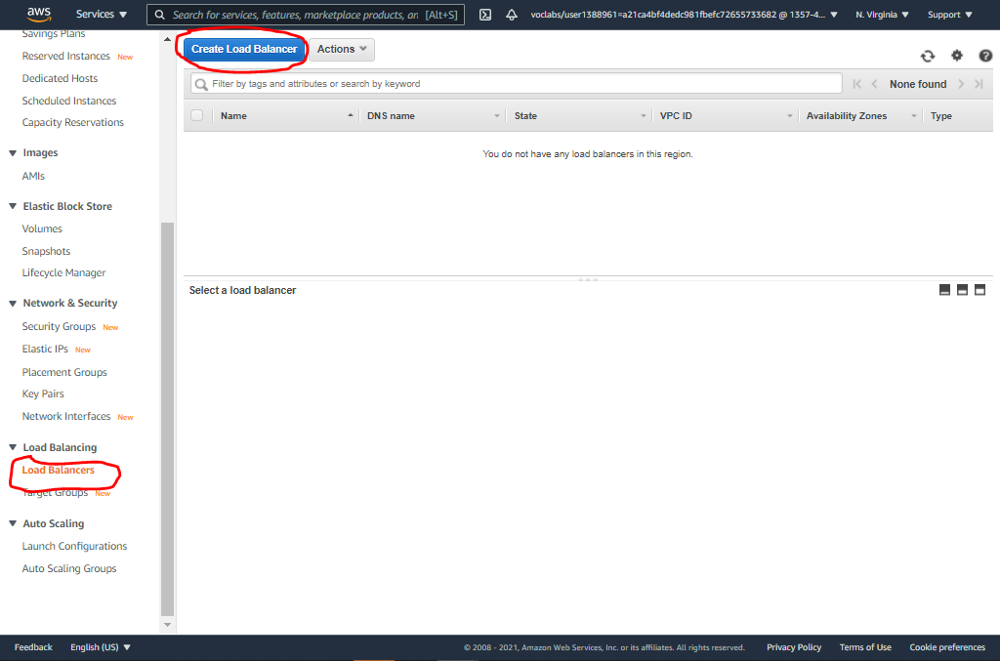 aws Services Search for services, features, marketplace products, an [Alt+S] voclabs/user1388961=a21ca4bf4dedc981fbefc72655733682 @ 1357-4... N. Virginia Support
Savings Plans
Reserved Instances New
Dedicated Hosts
Scheduled Instances
Capacity Reservations
Images
AMIs
Elastic Block Store
Volumes
Snapshots
Lifecycle Manager
Network & Security
Security Groups New
Elastic IPs New
Placement Groups
Key Pairs
Network Interfaces New
Load Balancing
Load Balancers
Target Groups New
Auto Scaling
Launch Configurations
Auto Scaling Groups
Create Load Balancer Actions
Filter by tags and attributes or search by keyword None found
Name DNS name State VPC ID Availability Zones Type
You do not have any load balancers in this region.
Select a load balancer
Feedback English (US) © 2008 - 2021, Amazon Web Services, Inc. or its affiliates. All rights reserved. Privacy Policy Terms of Use Cookie preferences